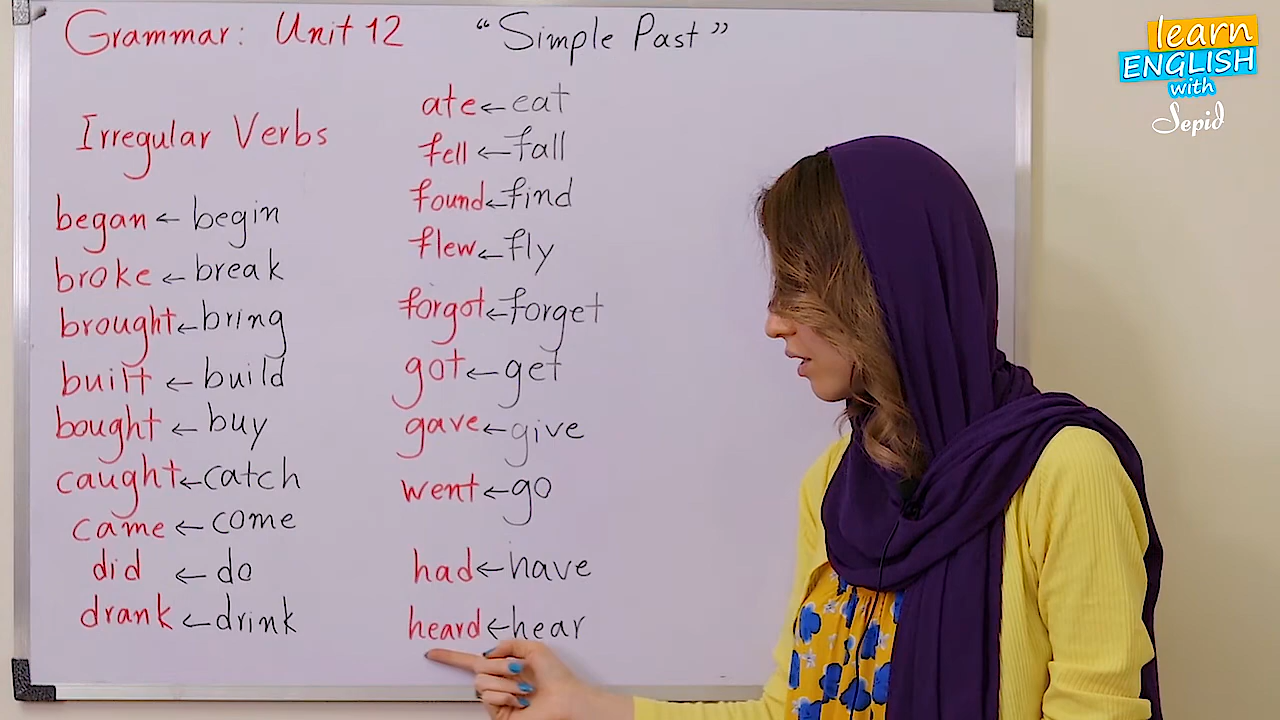 Grammar: Unit 12 "Simple Past"
Irregular Verbs
began ← begin
broke ← break
brought ← bring
built ← build
bought ← buy
caught ← catch
came ← come
did ← do
drank ← drink
ate ← eat
fell ← fall
found ← find
flew ← fly
forgot ← forget
got ← get
gave ← give
went ← go
had ← have
heard ← hear
learn
ENGLISH
with
Sepid